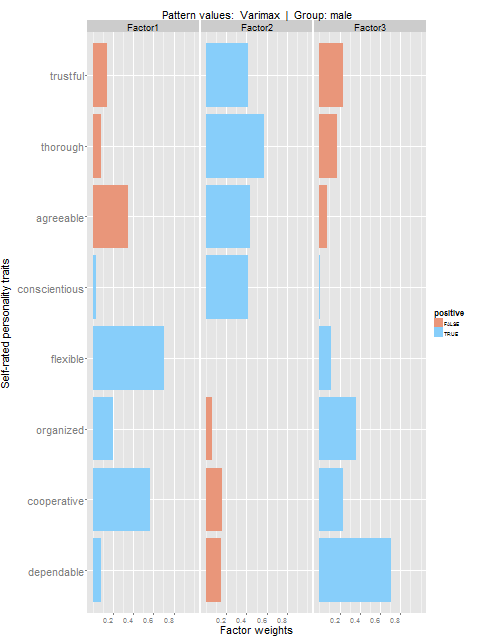 Pattern values:  Varimax  |  Group: male
Factor1 Factor2 Factor3
trustful
thorough
agreeable
conscientious
flexible
organized
cooperative
dependable
Self-rated personality traits
0.2 0.4 0.6 0.8 0.2 0.4 0.6 0.8 0.2 0.4 0.6 0.8
Factor weights
positive
FALSE
TRUE